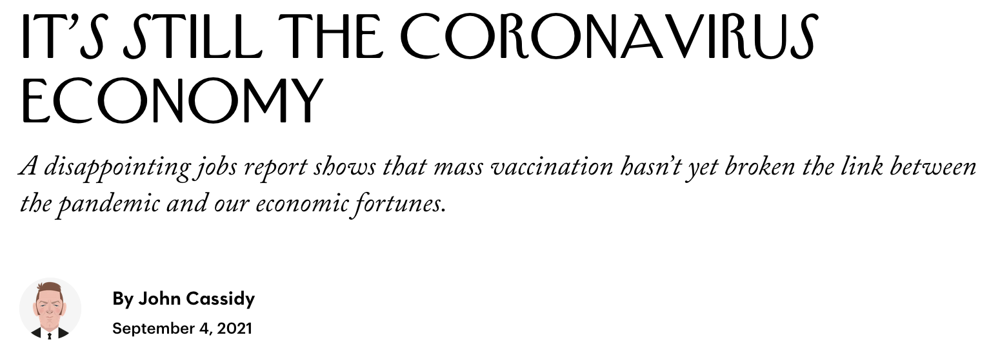 IT’S STILL THE CORONAVIRUS
ECONOMY
A disappointing jobs report shows that mass vaccination hasn’t yet broken the link between
the pandemic and our economic fortunes.
By John Cassidy
September 4, 2021